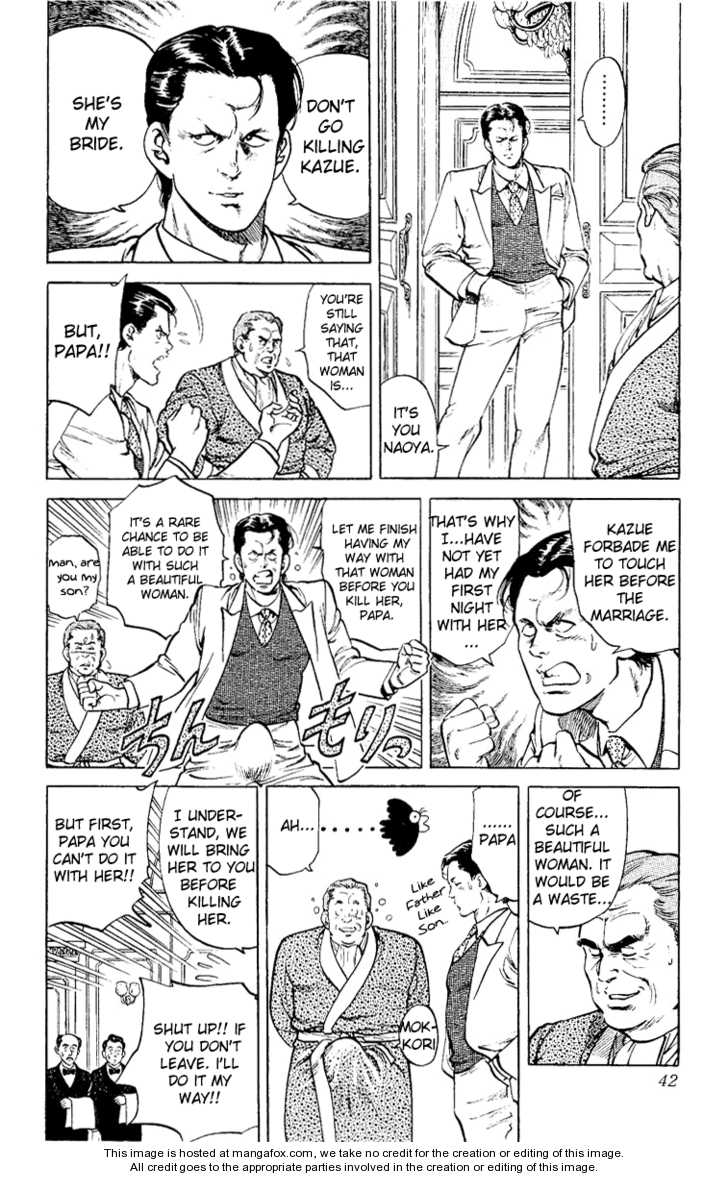 ......
IT'S
YOU
NAOYA.
DON'T
GO
KILLING
KAZUE.
SHE'S
MY
BRIDE.
YOU'RE
STILL
SAYING
THAT,
THAT
WOMAN
IS...
BUT,
PAPA!!
KAZUE
FORBADE ME
TO TOUCH
HER BEFORE
THE
MARRIAGE.
THAT'S WHY
I...HAVE
NOT YET
HAD MY
FIRST
NIGHT
WITH HER
...
LET ME FINISH
HAVING MY
WAY WITH
THAT WOMAN
BEFORE YOU
KILL HER,
PAPA.
IT'S A RARE
CHANCE TO BE
ABLE TO DO IT
WITH SUCH
A BEAUTIFUL
WOMAN.
ちん もりっ
man, are
you my
son?
OF
COURSE...
SUCH A
BEAUTIFUL
WOMAN. IT
WOULD BE
A WASTE...
......
PAPA
AH...
......
Like
Father
Like
Son..
MOK-
KORI
I UNDER-
STAND, WE
WILL BRING
HER TO YOU
BEFORE
KILLING
HER.
BUT FIRST,
PAPA YOU
CAN'T DO IT
WITH HER!!
SHUT UP!! IF
YOU DON'T
LEAVE. I'LL
DO IT MY
WAY!!
42
This image is hosted at mangafox.com, we take no credit for the creation or editing of this image.
All credit goes to the appropriate parties involved in the creation or editing of this image.